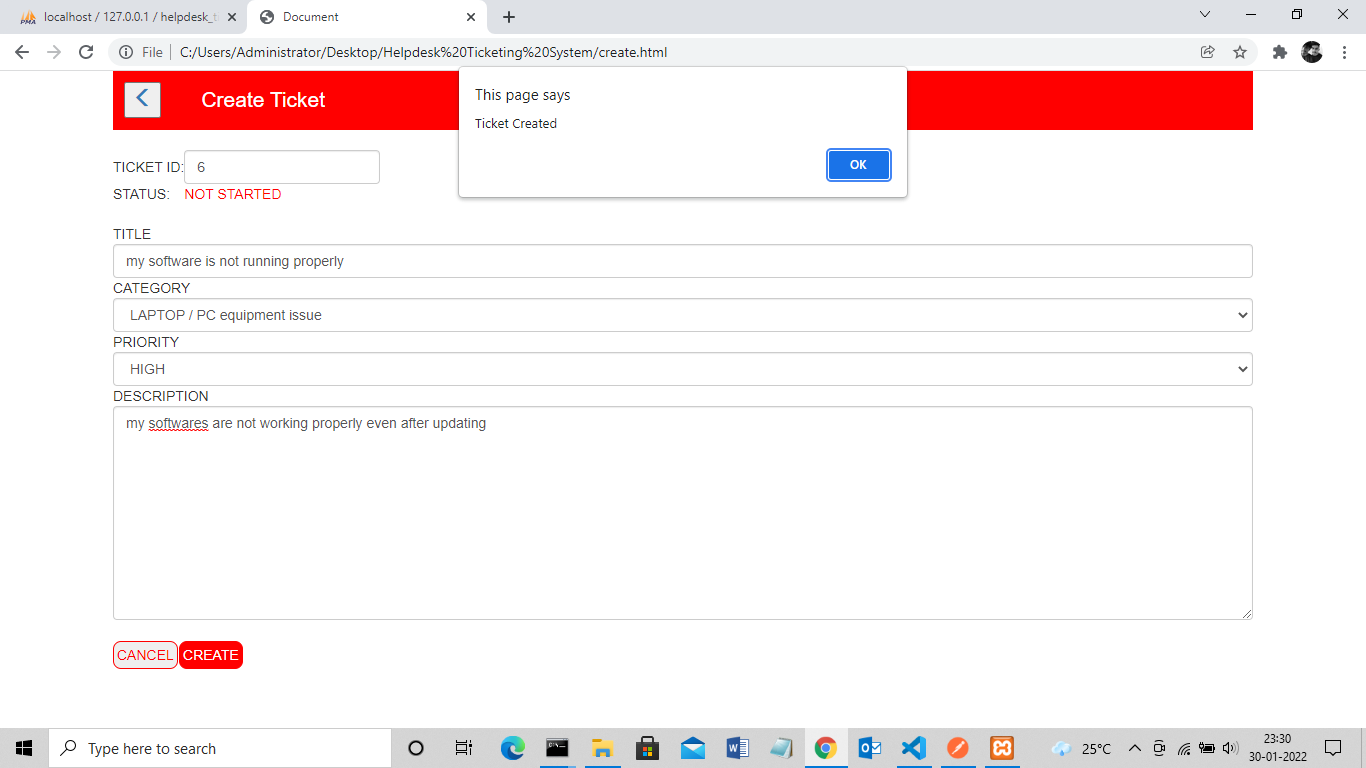 PMA
localhost / 127.0.0.1 / helpdesk_t
Document
File
C:/Users/Administrator/Desktop/Helpdesk%20Ticketing%20System/create.html
This page says
Ticket Created
OK
Create Ticket
TICKET ID: 6
STATUS: NOT STARTED
TITLE
my software is not running properly
CATEGORY
LAPTOP / PC equipment issue
PRIORITY
HIGH
DESCRIPTION
my softwares are not working properly even after updating
CANCEL CREATE
Type here to search
25°C
23:30
30-01-2022